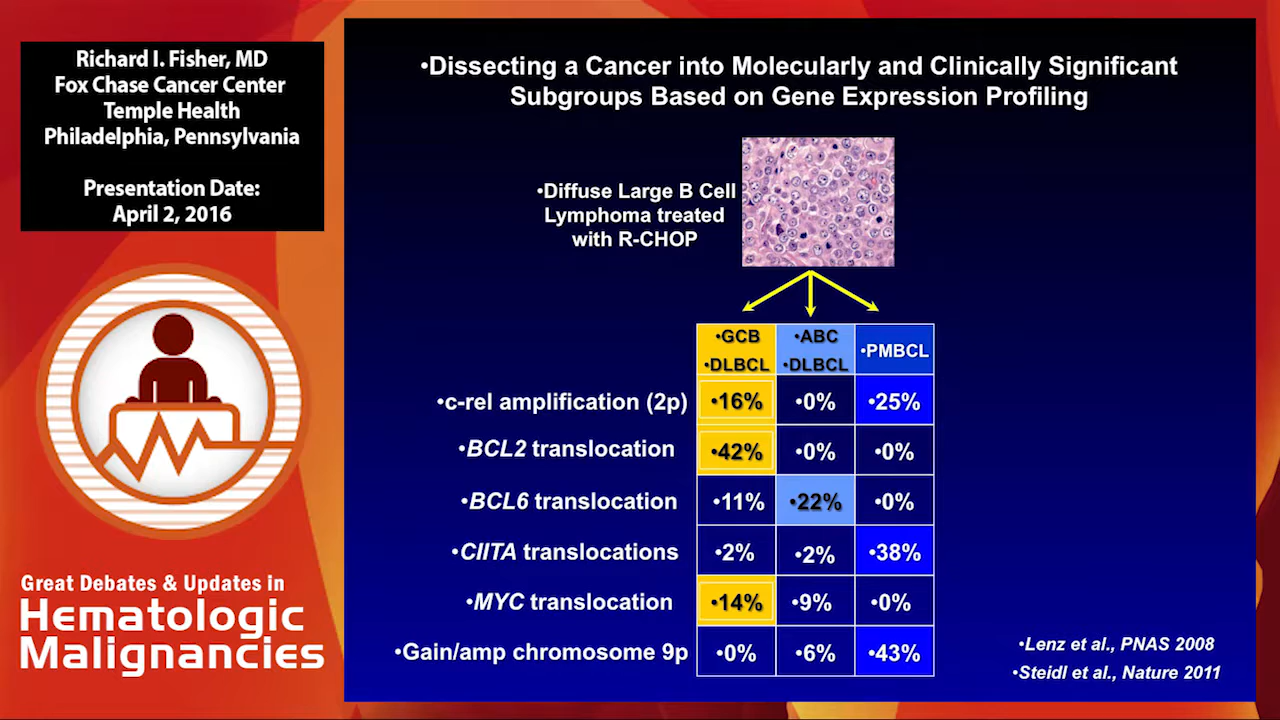 Richard I. Fisher, MD
Fox Chase Cancer Center
Temple Health
Philadelphia, Pennsylvania
Presentation Date:
April 2, 2016
Great Debates & Updates in
Hematologic
Malignancies
•Dissecting a Cancer into Molecularly and Clinically Significant
Subgroups Based on Gene Expression Profiling
•Diffuse Large B Cell
Lymphoma treated
with R-CHOP
•GCB •ABC
•DLBCL •DLBCL •PMBCL
•c-rel amplification (2p) •16% •0% •25%
•BCL2 translocation •42% •0% •0%
•BCL6 translocation •11% •22% •0%
•CIITA translocations •2% •2% •38%
•MYC translocation •14% •9% •0%
•Gain/amp chromosome 9p •0% •6% •43%
•Lenz et al., PNAS 2008
•Steidl et al., Nature 2011